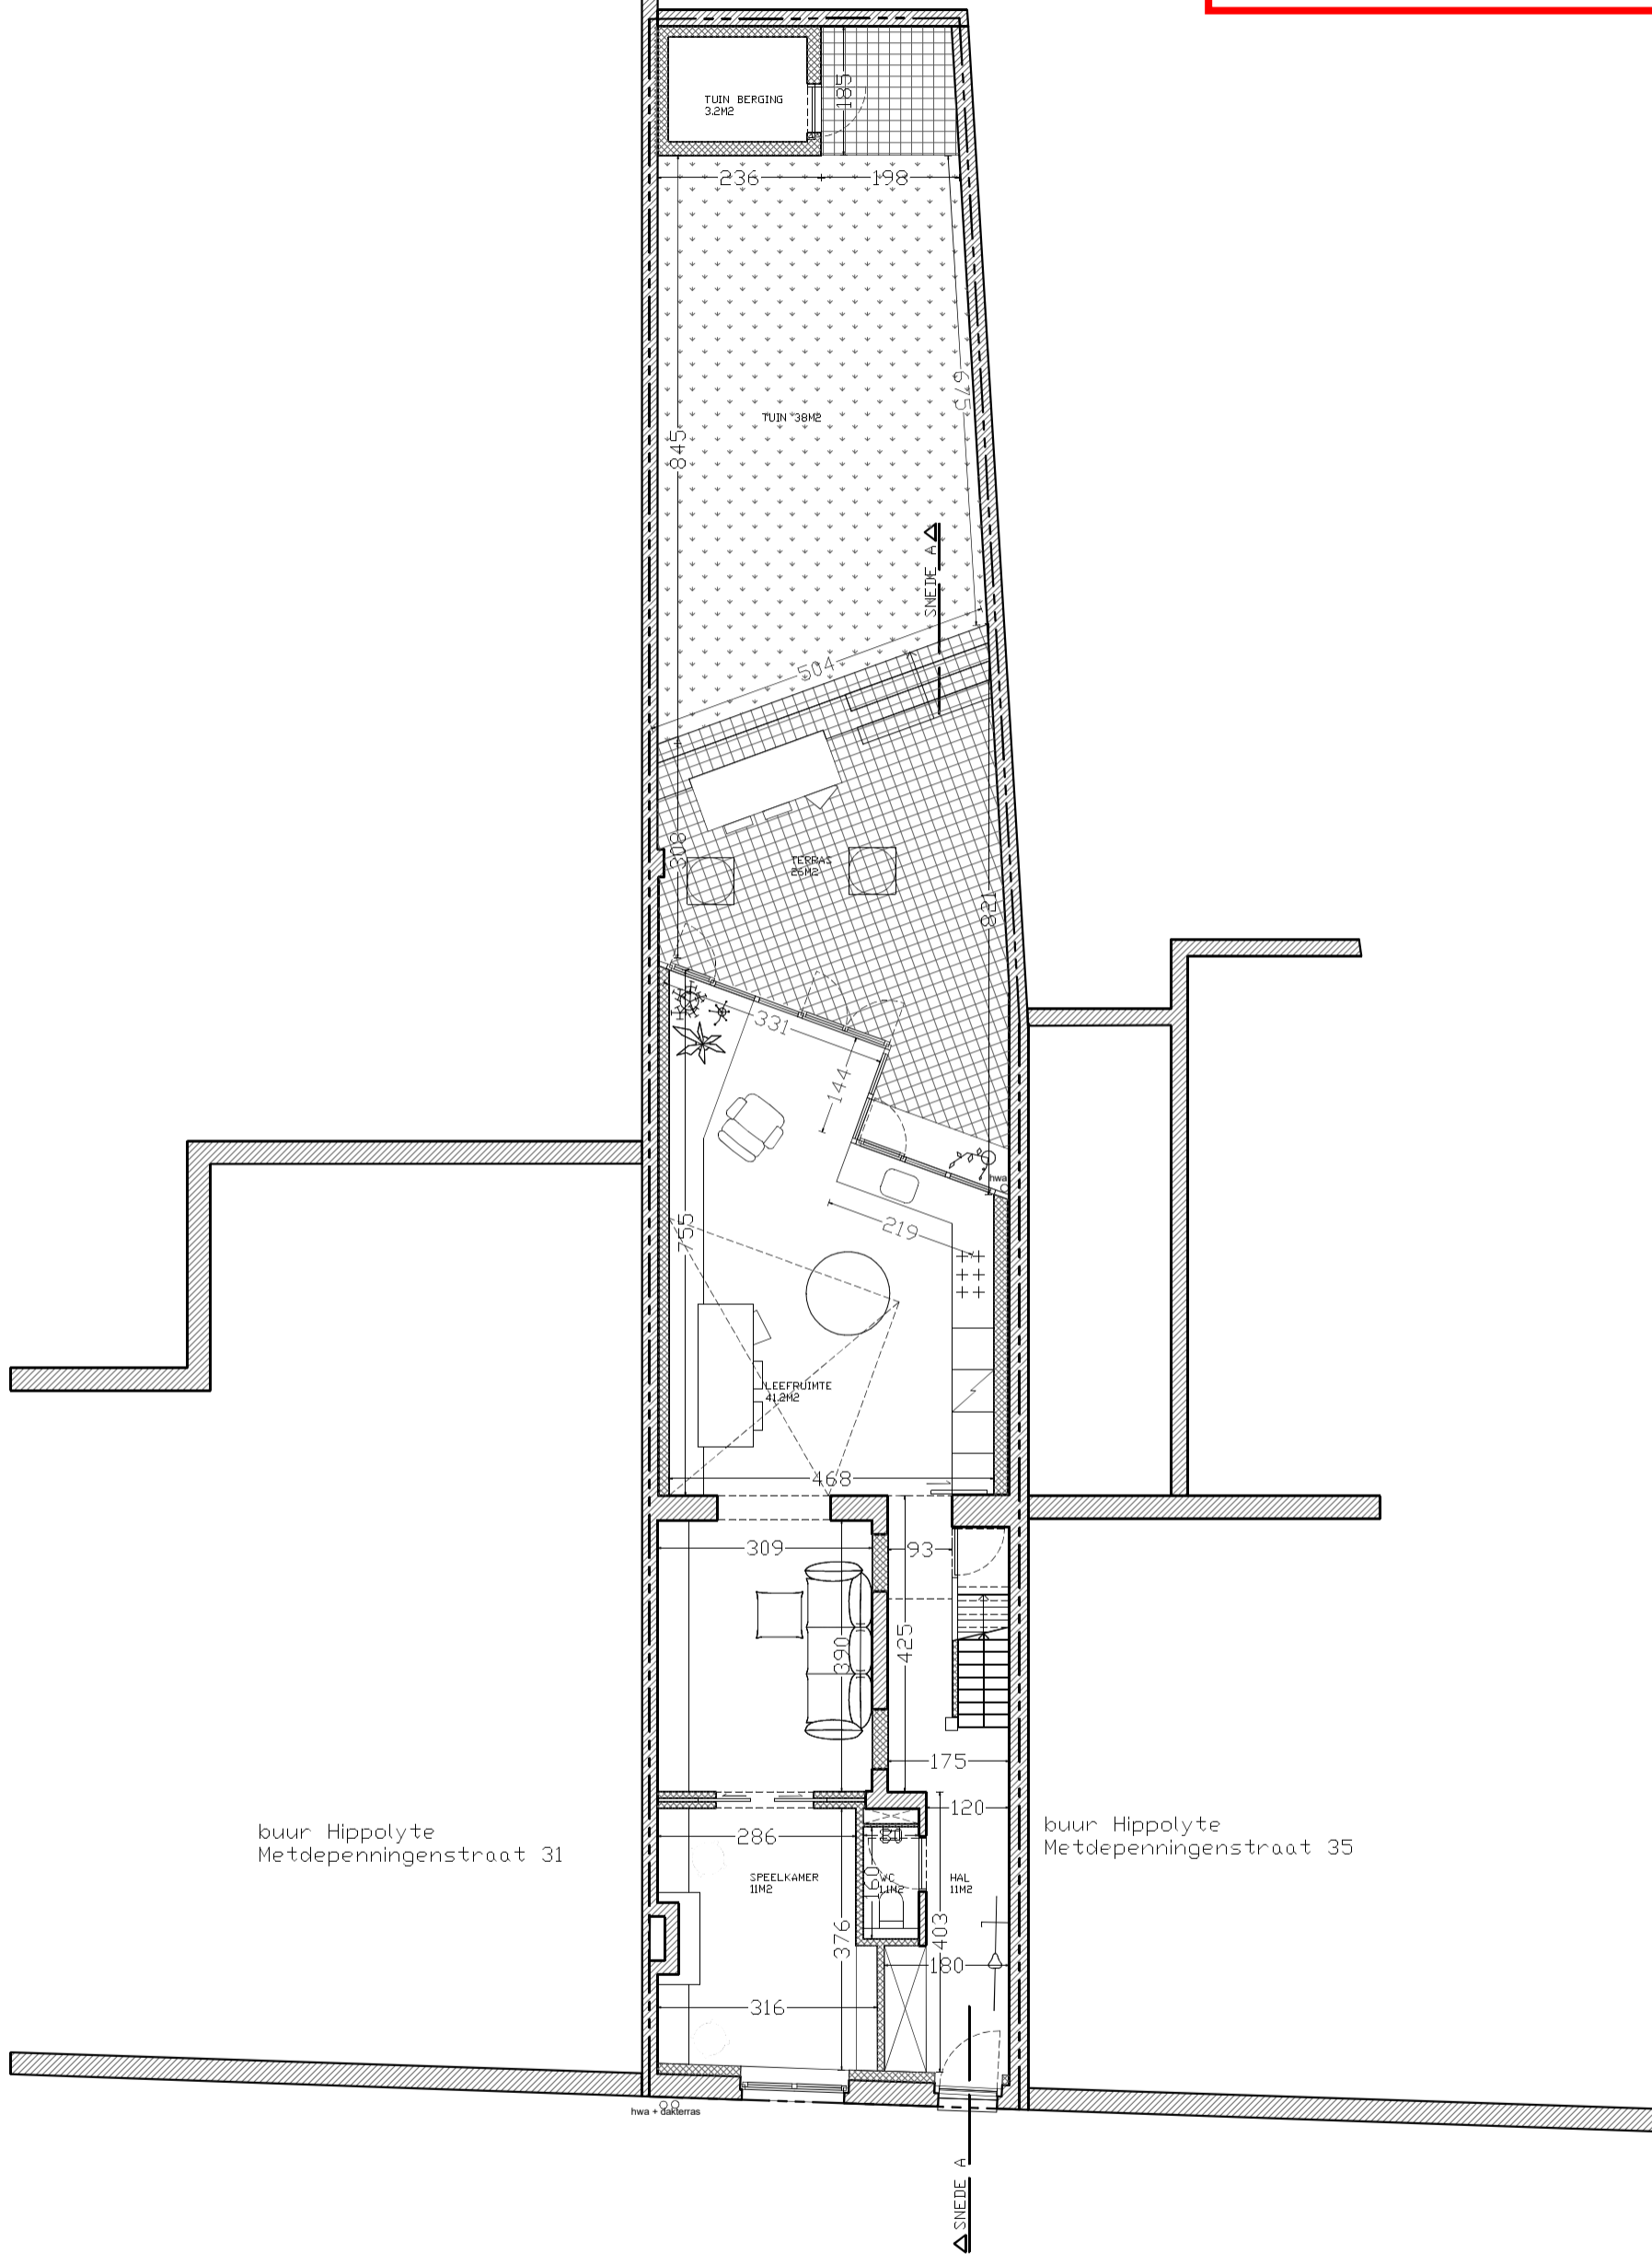 TUIN BERGING
3.2M2
185
236
198
675
TUIN 38M2
845
SNEDE A
504
308
TERRAS
26M2
821
331
144
hwa
219
755
LEEFRUIMTE
41.2M2
468
309
93
390
425
175
120
buur Hippolyte
Metdepenningenstraat 31
buur Hippolyte
Metdepenningenstraat 35
286
SPEELKAMER
11M2
160
WC
1.1M2
HAL
11M2
376
403
180
316
hwa + dakterras
SNEDE A